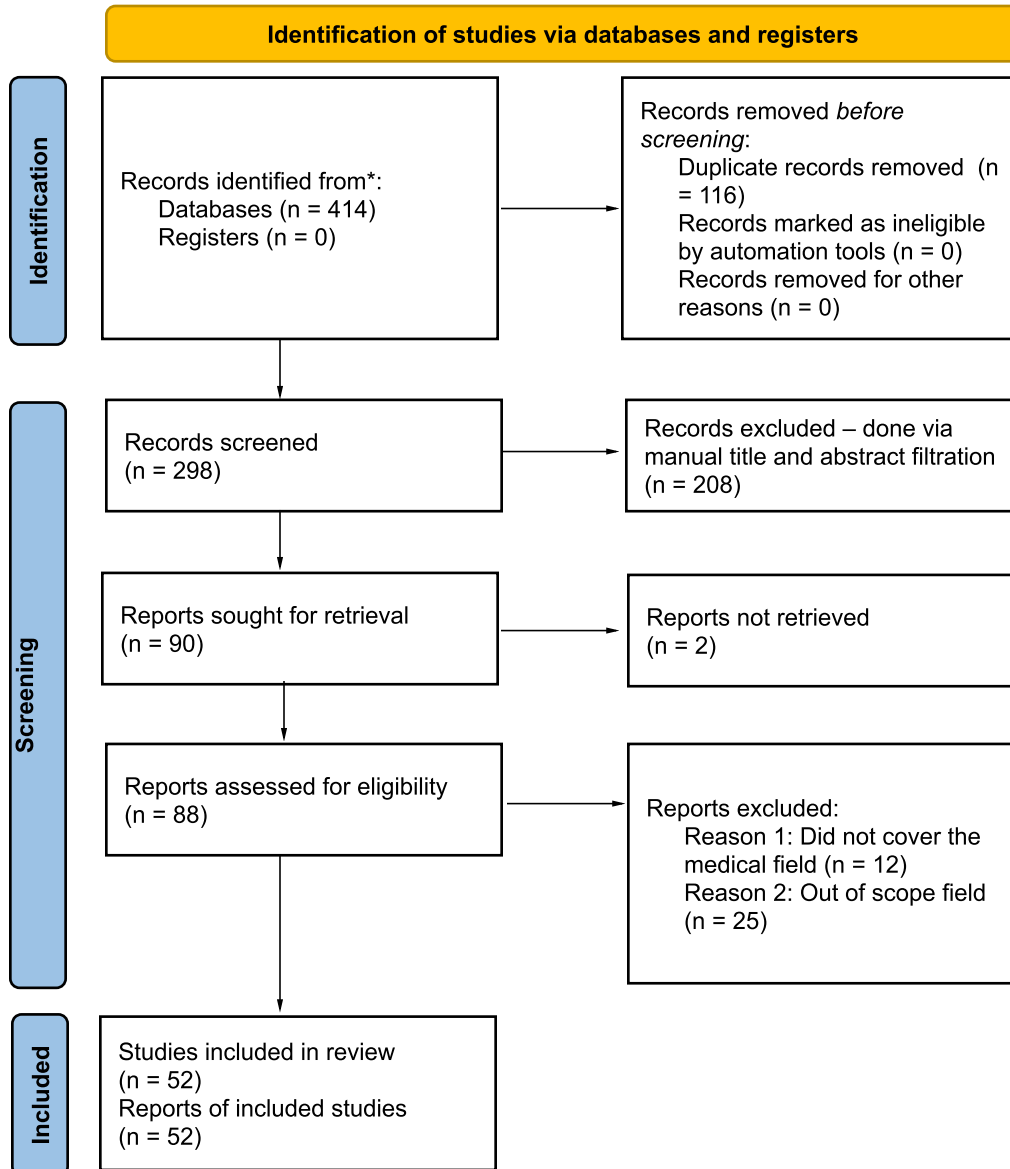 Identification of studies via databases and registers
Identification
Records identified from*:
Databases (n = 414)
Registers (n = 0)
Records removed before
screening:
Duplicate records removed  (n
= 116)
Records marked as ineligible
by automation tools (n = 0)
Records removed for other
reasons (n = 0)
Screening
Records screened
(n = 298)
Records excluded – done via
manual title and abstract filtration
(n = 208)
Reports sought for retrieval
(n = 90)
Reports not retrieved
(n = 2)
Reports assessed for eligibility
(n = 88)
Reports excluded:
Reason 1: Did not cover the
medical field (n = 12)
Reason 2: Out of scope field
(n = 25)
Included
Studies included in review
(n = 52)
Reports of included studies
(n = 52)